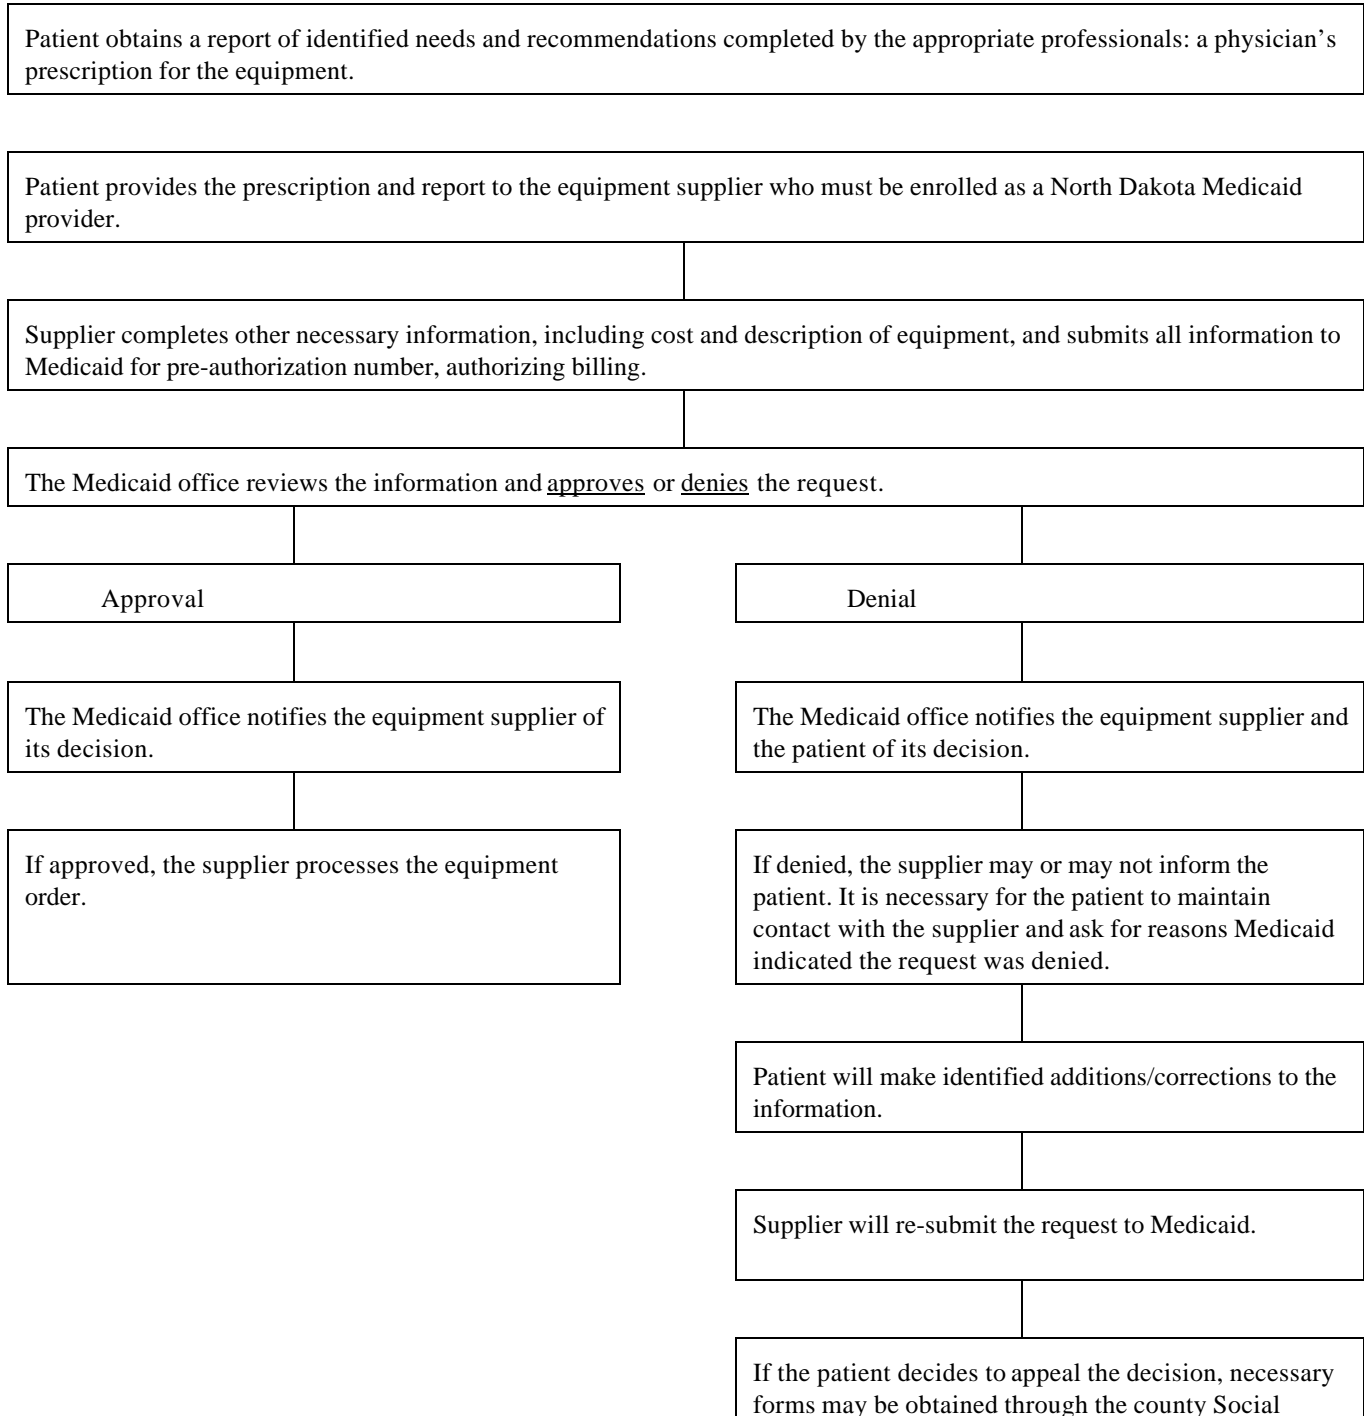 Patient obtains a report of identified needs and recommendations completed by the appropriate professionals: a physician's
prescription for the equipment.
Patient provides the prescription and report to the equipment supplier who must be enrolled as a North Dakota Medicaid
provider.
Supplier completes other necessary information, including cost and description of equipment, and submits all information to
Medicaid for pre-authorization number, authorizing billing.
The Medicaid office reviews the information and approves or denies the request.
Approval
The Medicaid office notifies the equipment supplier of
its decision.
If approved, the supplier processes the equipment
order.
Denial
The Medicaid office notifies the equipment supplier and
the patient of its decision.
If denied, the supplier may or may not inform the
patient. It is necessary for the patient to maintain
contact with the supplier and ask for reasons Medicaid
indicated the request was denied.
Patient will make identified additions/corrections to the
information.
Supplier will re-submit the request to Medicaid.
If the patient decides to appeal the decision, necessary
forms may be obtained through the county Social